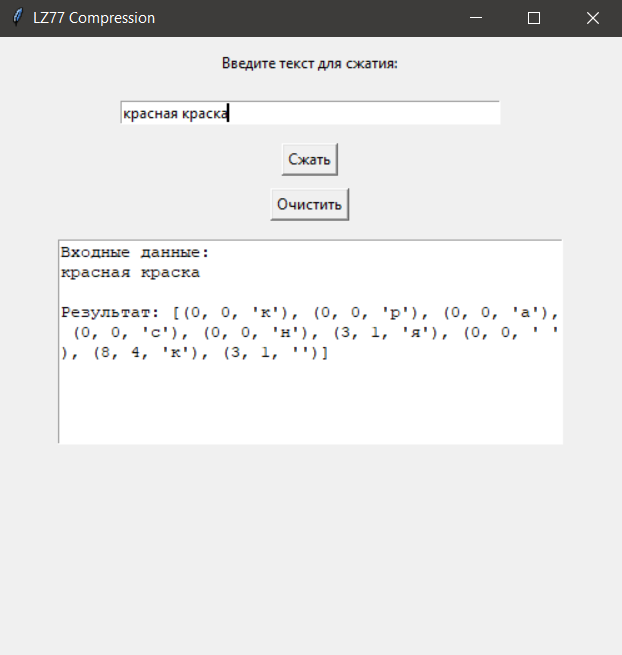 LZ77 Compression
Введите текст для сжатия:
красная краска
Сжать
Очистить
Входные данные:
красная краска
Результат: [(0, 0, 'к'), (0, 0, 'р'), (0, 0, 'а'),
(0, 0, 'с'), (0, 0, 'н'), (3, 1, 'я'), (0, 0, ' '
), (8, 4, 'к'), (3, 1, '')]